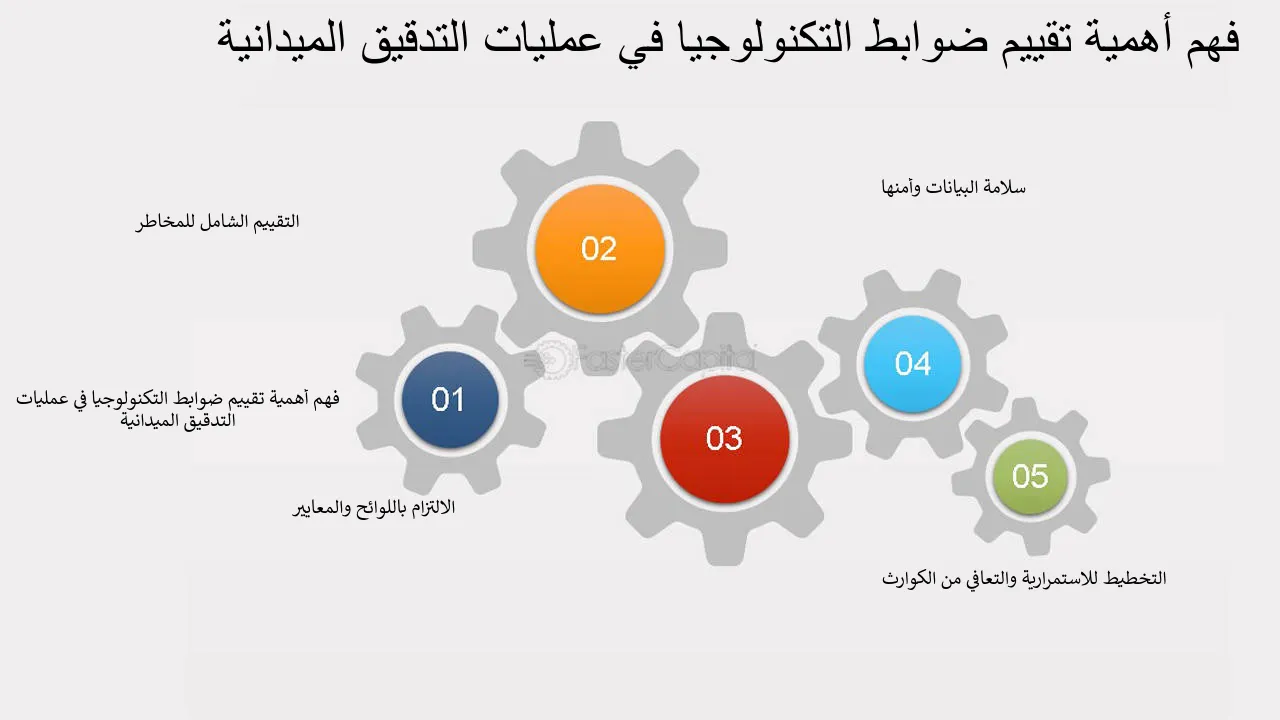 فهم أهمية تقييم ضوابط التكنولوجيا في عمليات التدقيق الميدانية
سلامة البيانات وأمنها
التقييم الشامل للمخاطر
02
04
FasterCapital
01
فهم أهمية تقييم ضوابط التكنولوجيا في عمليات
التدقيق الميدانية
03
05
الالتزام باللوائح والمعايير
التخطيط للاستمرارية والتعافي من الكوارث